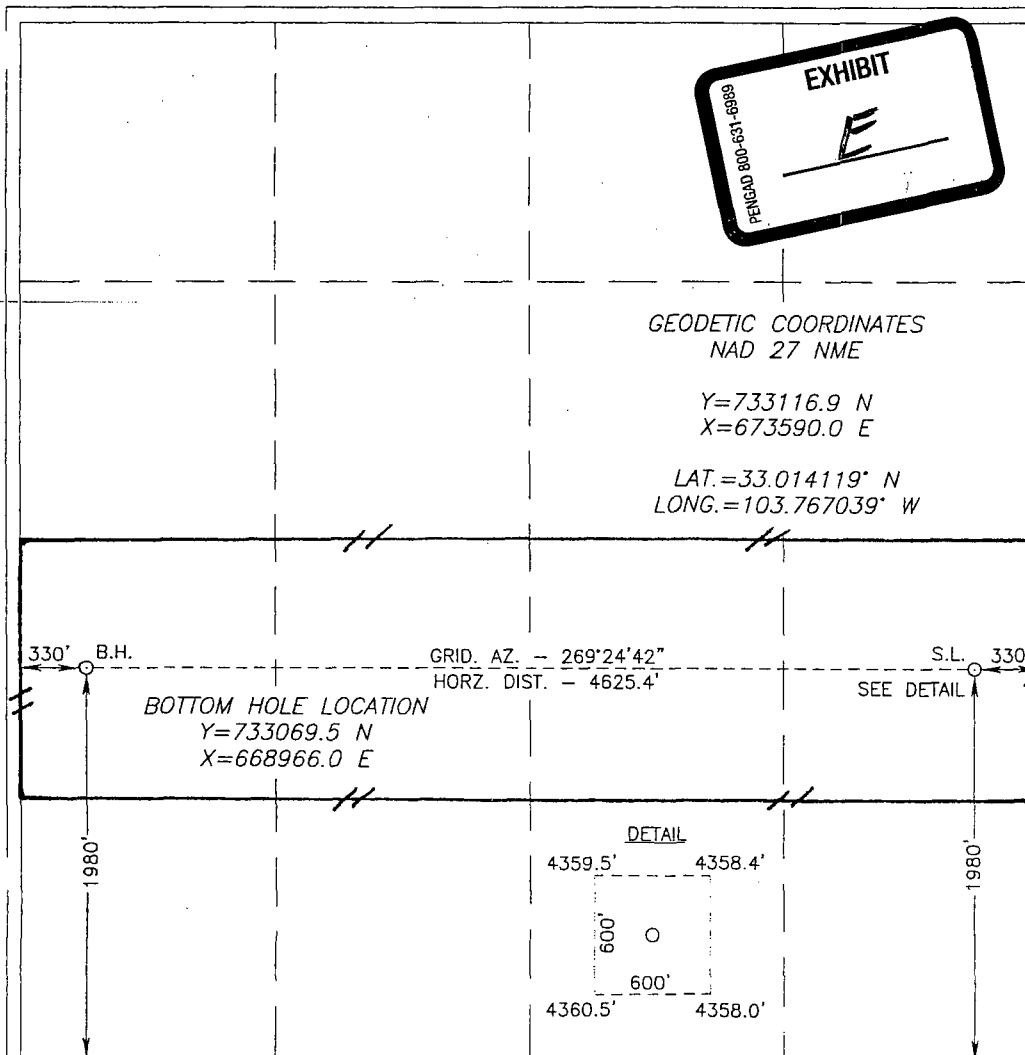 PENGAD 800-631-6989
EXHIBIT
E
GEODETIC COORDINATES
NAD 27 NME
Y=733116.9 N
X=673590.0 E
LAT.=33.014119° N
LONG.=103.767039° W
330'
B.H.
GRID. AZ. - 269°24'42"
HORZ. DIST. - 4625.4'
S.L.
330
SEE DETAIL
BOTTOM HOLE LOCATION
Y=733069.5 N
X=668966.0 E
1980'
1980'
DETAIL
4359.5'
4358.4'
600'
600'
4360.5'
4358.0'